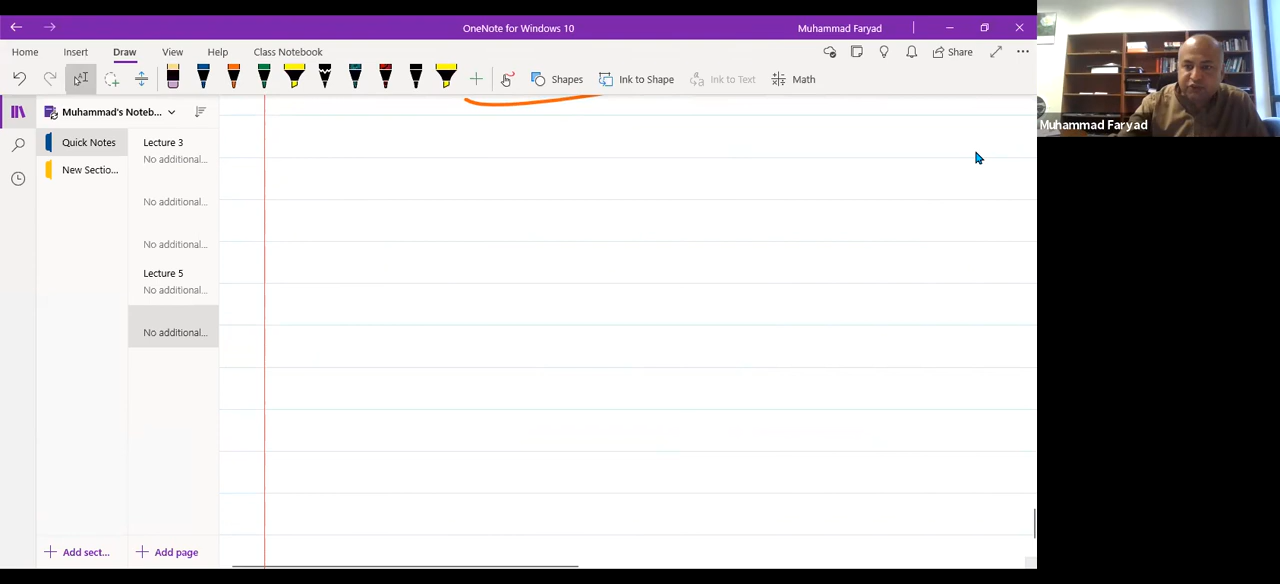 OneNote for Windows 10
Muhammad Faryad
Home
Insert
Draw
View
Help
Class Notebook
Share
Shapes
Ink to Shape
Ink to Text
Math
Muhammad's Noteb...
Quick Notes
New Sectio...
Lecture 3
No additional...
No additional...
No additional...
Lecture 5
No additional...
No additional...
Add sect...
Add page
Muhammad Faryad